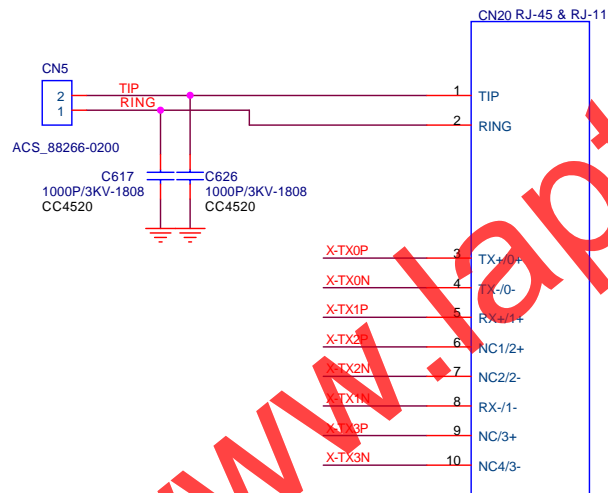 CN20 RJ-45 & RJ-11
CN5
2 TIP 1 TIP
1 RING 2 RING
ACS_88266-0200
C617 C626
1000P/3KV-1808 1000P/3KV-1808
CC4520 CC4520
X-TX0P 3 TX+/0+
X-TX0N 4 TX-/0-
X-TX1P 5 RX+/1+
X-TX2P 6 NC1/2+
X-TX2N 7 NC2/2-
X-TX1N 8 RX-/1-
X-TX3P 9 NC/3+
X-TX3N 10 NC4/3-
www.lap